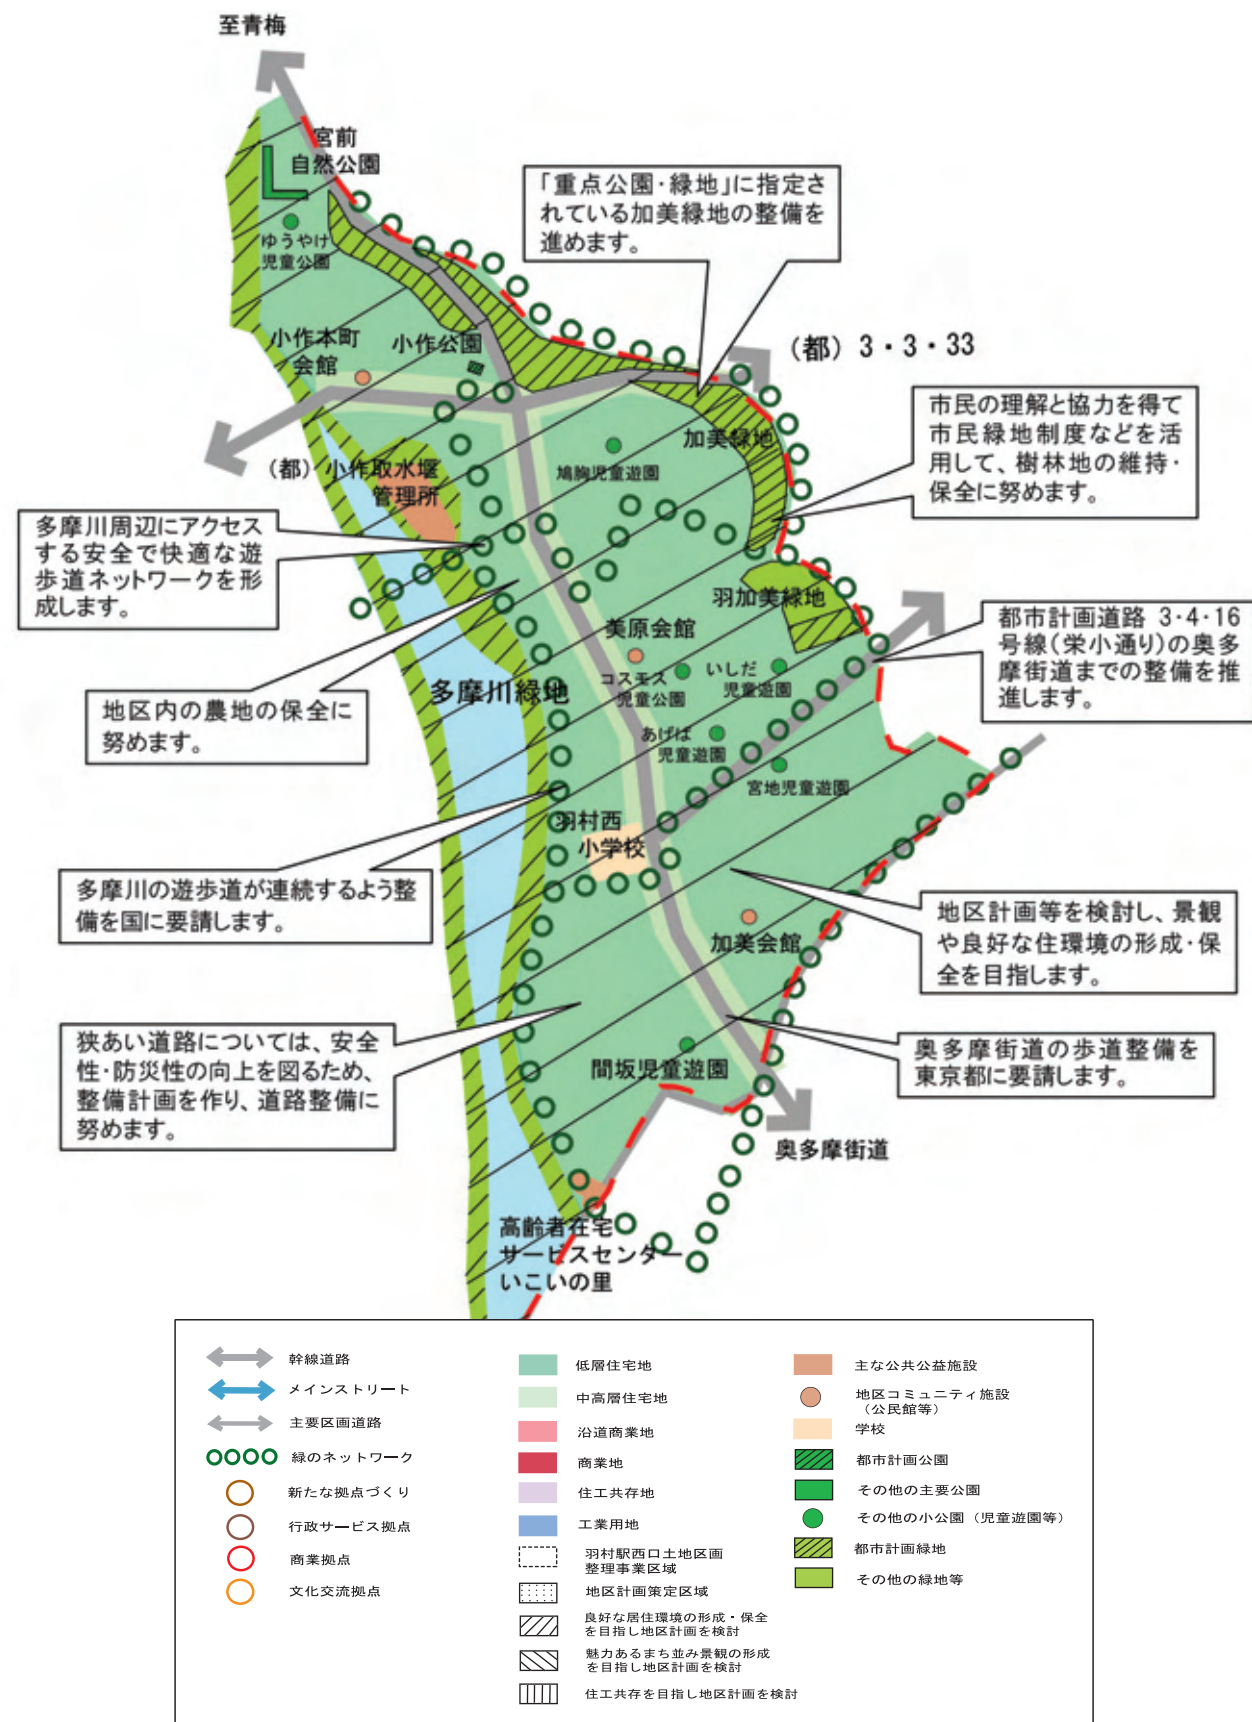 至青梅
宮前
自然公園
ゆうやけ
児童公園
「重点公園・緑地」に指定さ
れている加美緑地の整備を
進めます。
小作本町
会館
小作公園
(都)3・3・33
市民の理解と協力を得て
市民緑地制度などを活
用して、樹林地の維持・
保全に努めます。
加美緑地
鳩胸児童遊園
(都)
小作取水堰
管理所
多摩川周辺にアクセス
する安全で快適な遊
歩道ネットワークを形
成します。
羽加美緑地
美原会館
コスモス
児童公園
いしだ
児童遊園
都市計画道路 3・4・16
号線(栄小通り)の奥多
摩街道までの整備を推
進します。
多摩川緑地
地区内の農地の保全に
努めます。
あげば
児童遊園
宮地児童遊園
羽村西
小学校
多摩川の遊歩道が連続するよう整
備を国に要請します。
地区計画等を検討し、景観
や良好な住環境の形成・保
全を目指します。
加美会館
狭あい道路については、安全
性・防災性の向上を図るため、
整備計画を作り、道路整備に
努めます。
間坂児童遊園
奥多摩街道の歩道整備を
東京都に要請します。
奥多摩街道
高齢者在宅
サービスセンター
いこいの里
幹線道路
メインストリート
主要区画道路
緑のネットワーク
新たな拠点づくり
行政サービス拠点
商業拠点
文化交流拠点
低層住宅地
中高層住宅地
沿道商業地
商業地
住工共存地
工業用地
羽村駅西口土地区画
整理事業区域
地区計画策定区域
良好な居住環境の形成・保全
を目指し地区計画を検討
魅力あるまち並み景観の形成
を目指し地区計画を検討
住工共存を目指し地区計画を検討
主な公共公益施設
地区コミュニティ施設
(公民館等)
学校
都市計画公園
その他の主要公園
その他の小公園(児童遊園等)
都市計画緑地
その他の緑地等